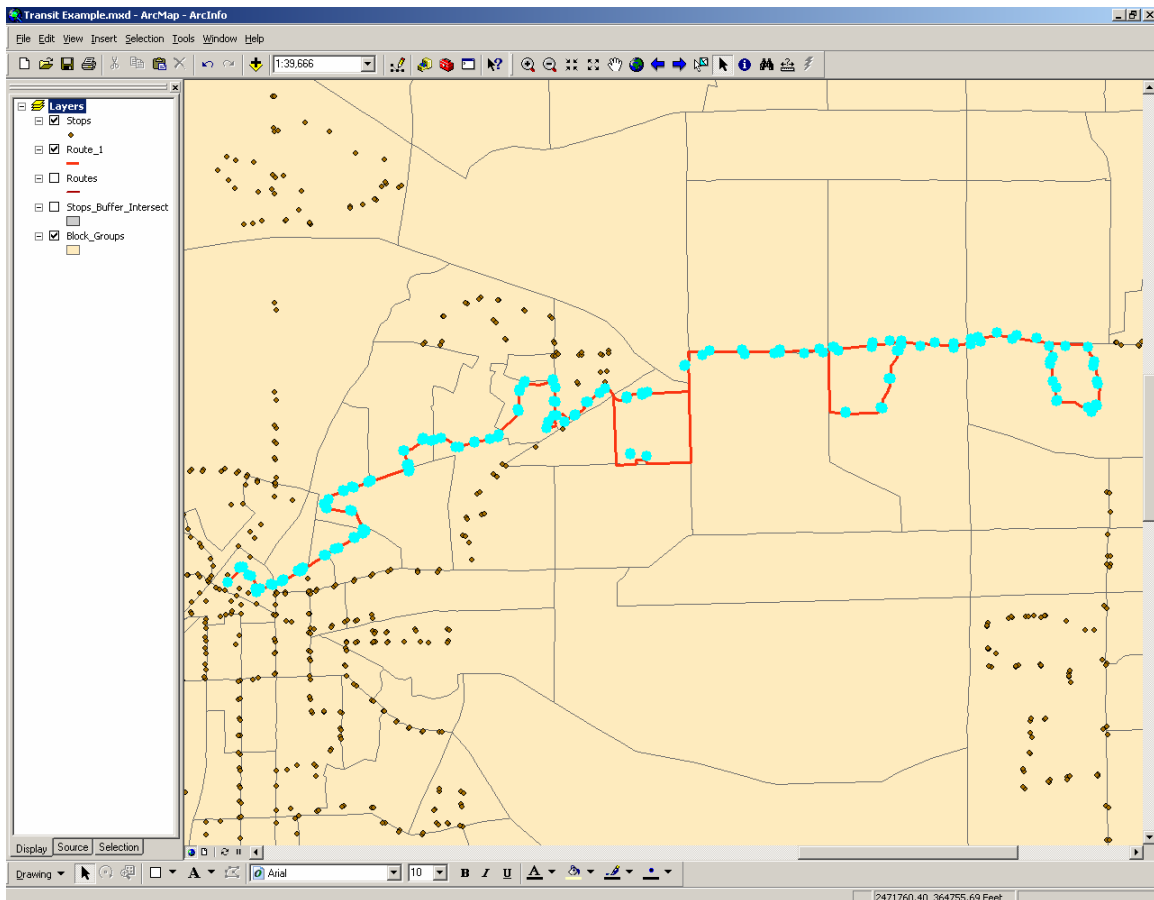 Transit Example.mxd - ArcMap - ArcInfo
File Edit View Insert Selection Tools Window Help
1:39,666
Layers
Stops
Route_1
Routes
Stops_Buffer_Intersect
Block_Groups
Display Source Selection
Drawing A Arial 10 B I U A
2471760.40 364755.69 Feet